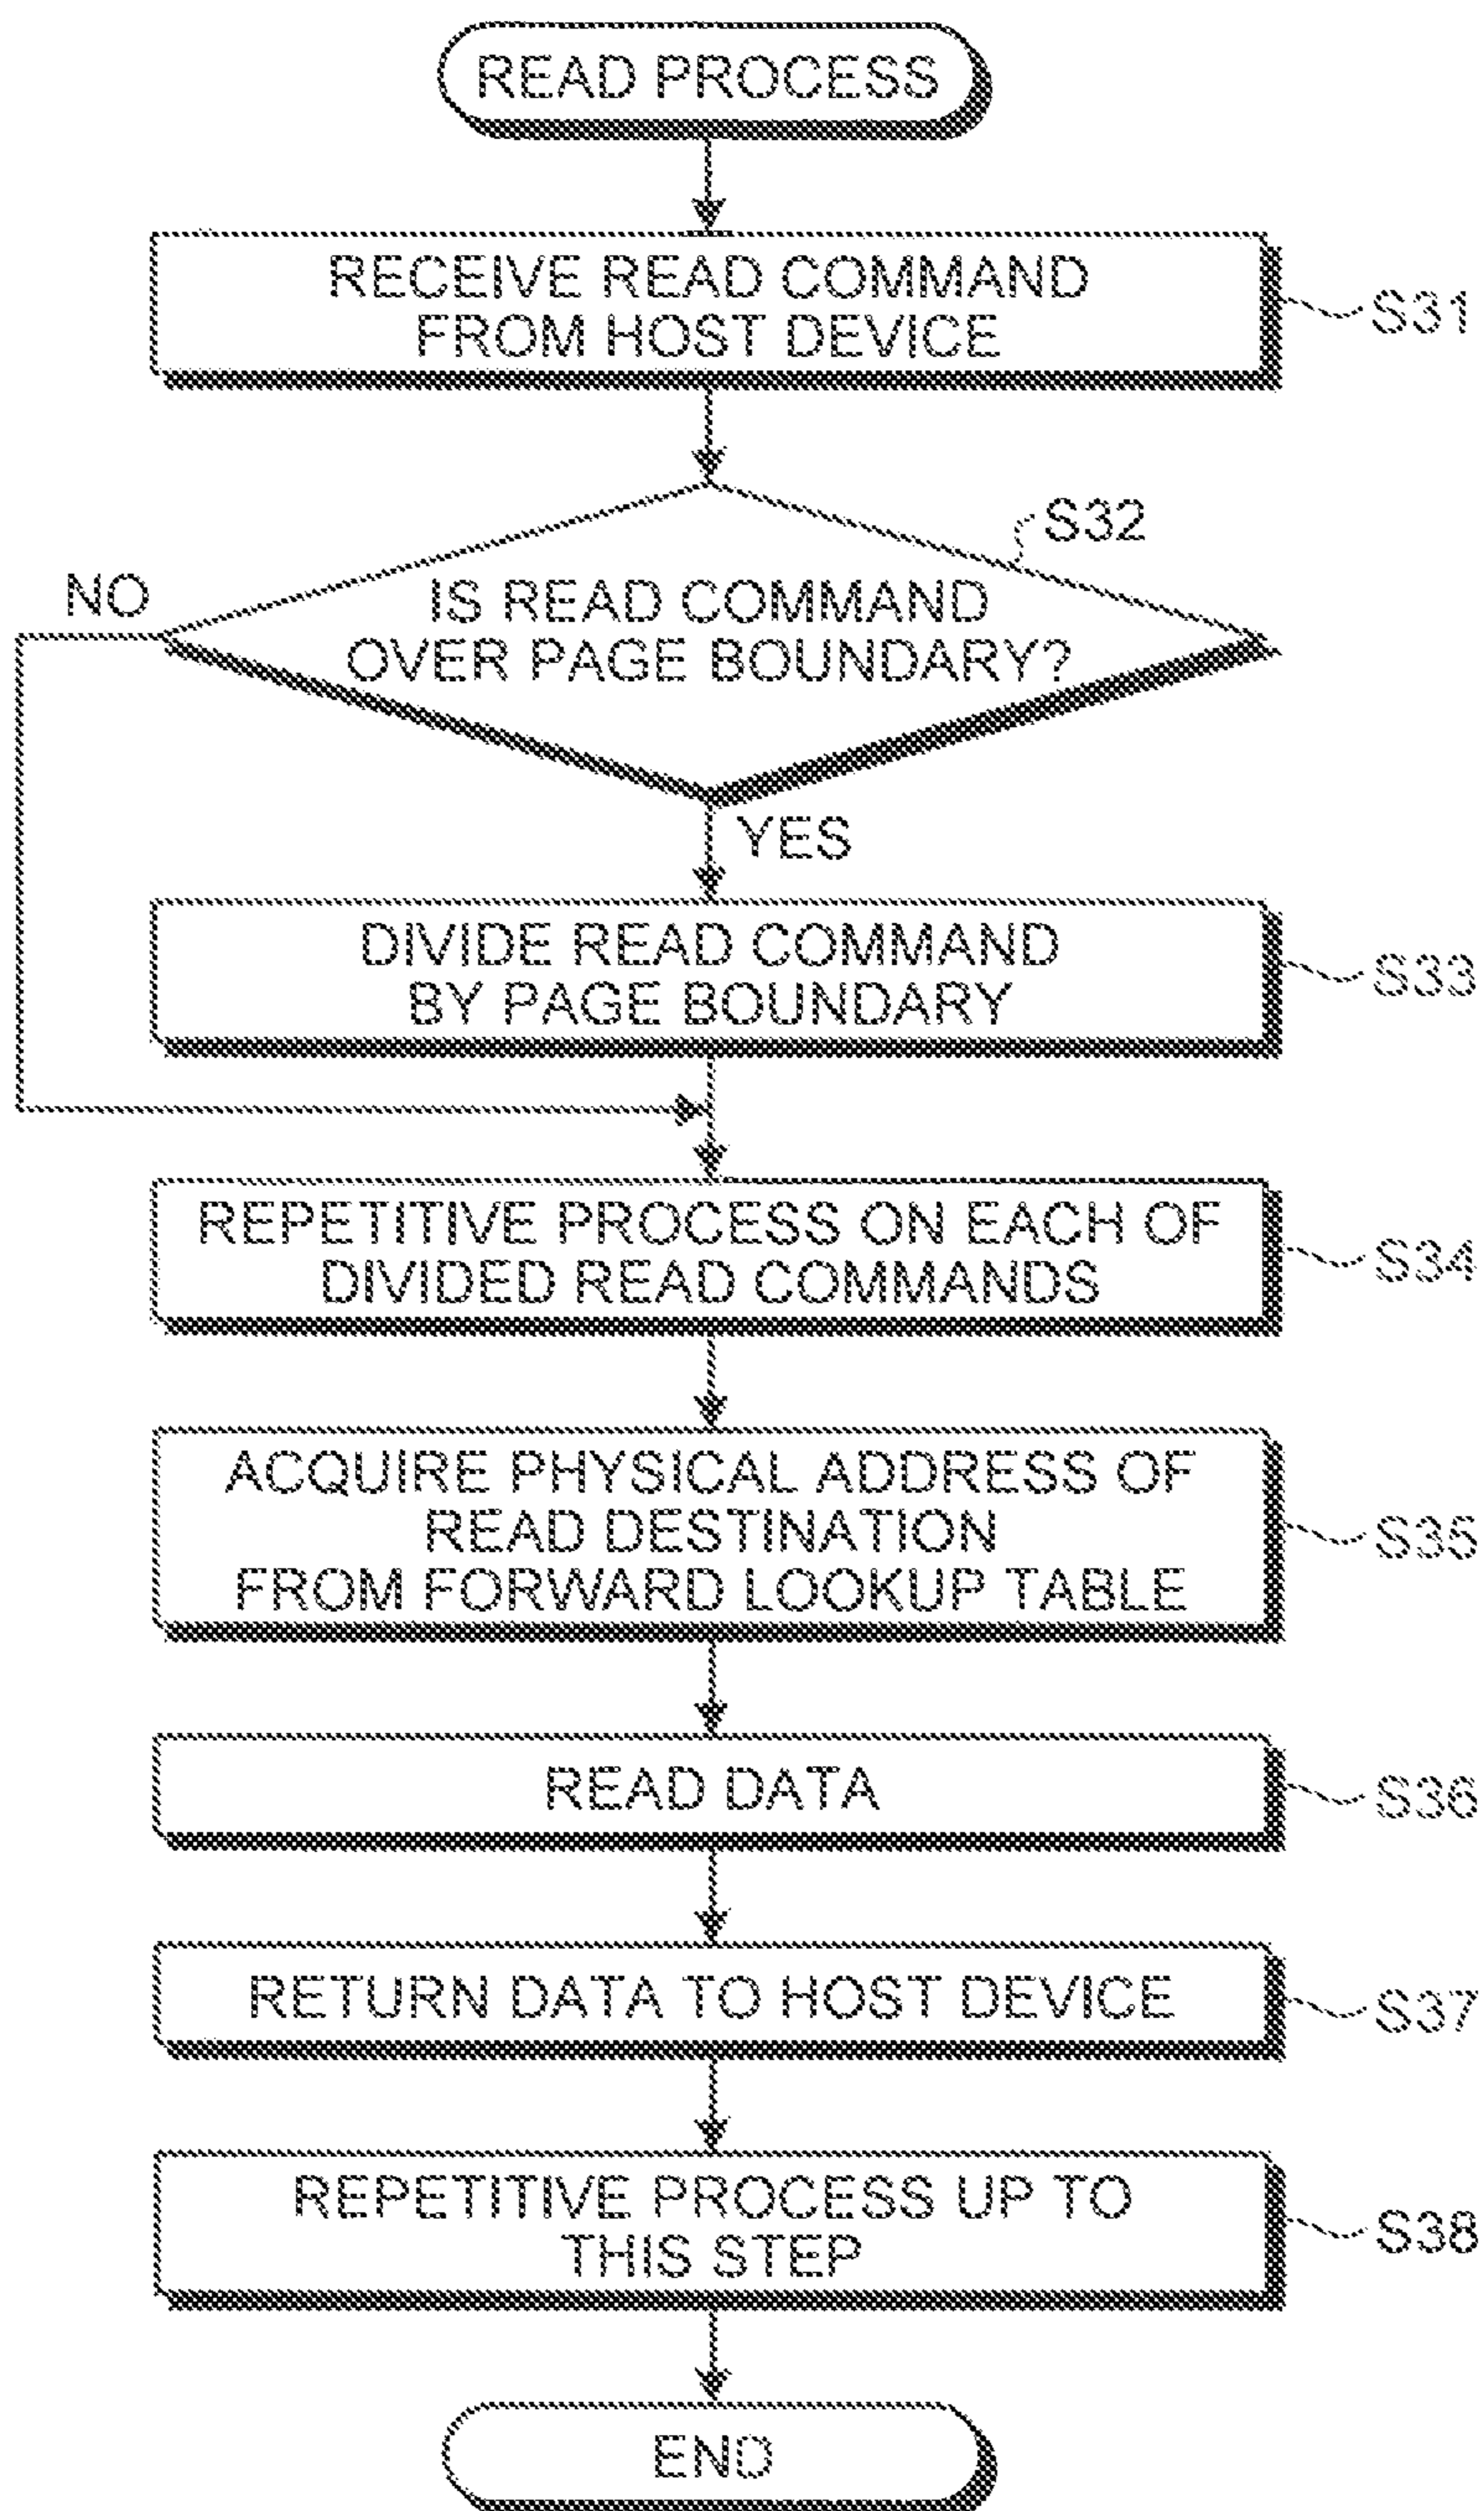 READ PROCESS
RECEIVE READ COMMAND
FROM HOST DEVICE
S31
S32
NO
IS READ COMMAND
OVER PAGE BOUNDARY?
YES
DIVIDE READ COMMAND
BY PAGE BOUNDARY
S33
REPETITIVE PROCESS ON EACH OF
DIVIDED READ COMMANDS
S34
ACQUIRE PHYSICAL ADDRESS OF
READ DESTINATION
FROM FORWARD LOOKUP TABLE
S35
READ DATA
S36
RETURN DATA TO HOST DEVICE
S37
REPETITIVE PROCESS UP TO
THIS STEP
S38
END